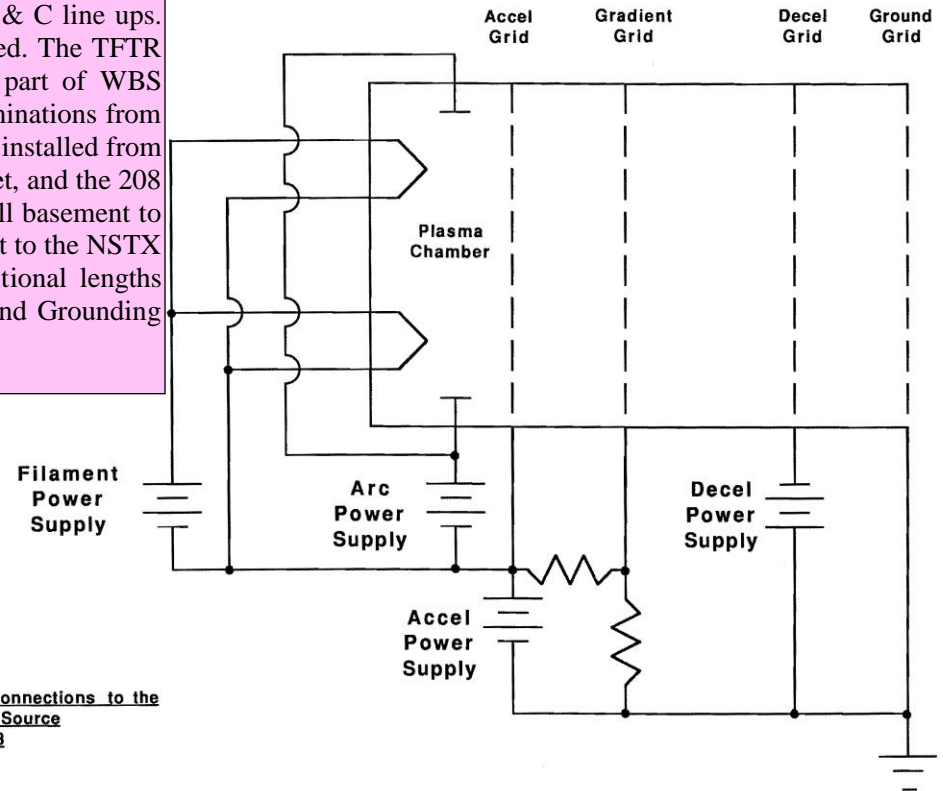 & C line ups.
ed. The TFTR
part of WBS
minations from
installed from
et, and the 208
ll basement to
t to the NSTX
tional lengths
nd Grounding
Accel
Grid
Gradient
Grid
Decel
Grid
Ground
Grid
Plasma
Chamber
Filament
Power
Supply
Arc
Power
Supply
Decel
Power
Supply
Accel
Power
Supply
onnections to the
Source